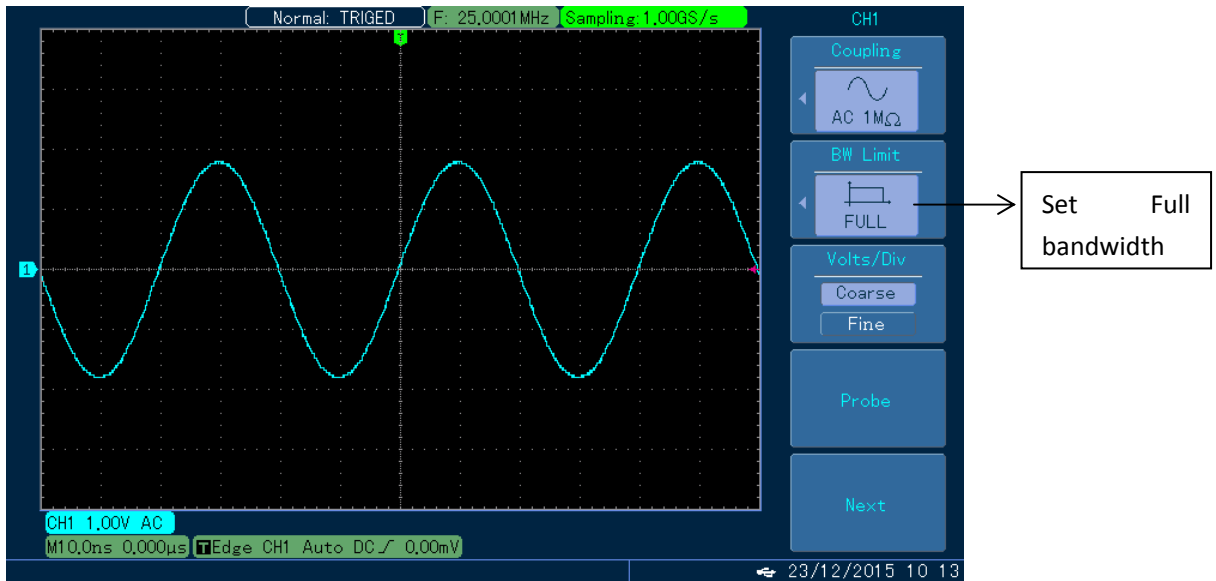 Normal: TRIGED F: 25.0001MHz Sampling:1.00GS/s CH1
T
Coupling
AC 1MΩ
BW Limit
FULL
Set Full
bandwidth
1
Volts/Div
Coarse
Fine
Probe
Next
CH1 1.00V AC
M10.0ns 0.000µs TEdge CH1 Auto DC 0.00mV
23/12/2015 10 13